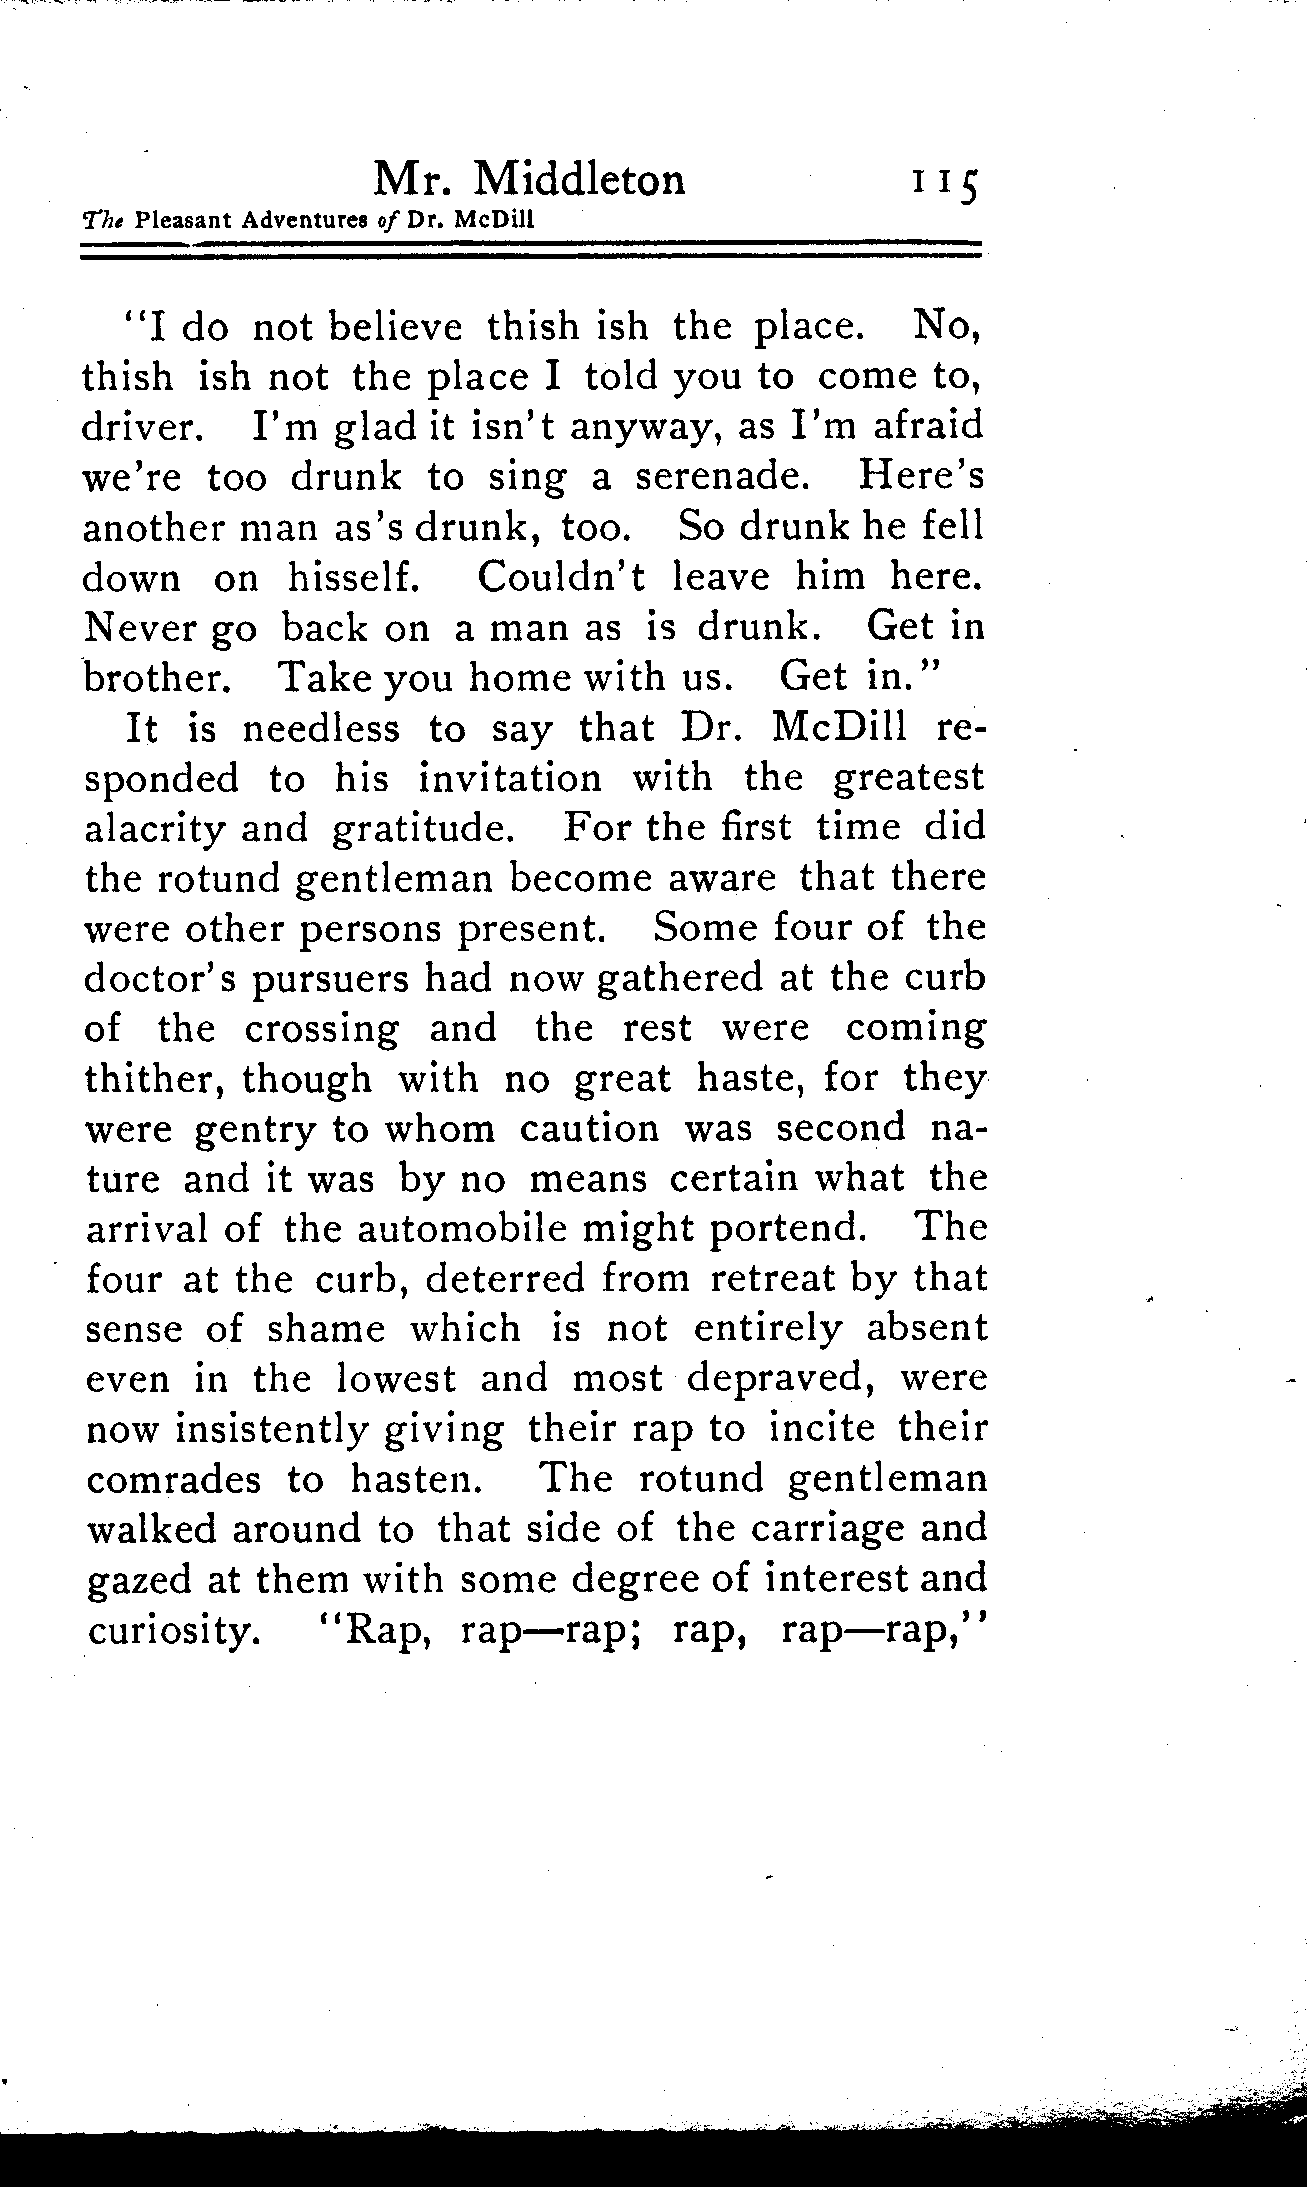 Mr. Middleton 115
The Pleasant Adventures of Dr. McDill
"I do not believe thish ish the place. No,
thish ish not the place I told you to come to,
driver. I'm glad it isn't anyway, as I'm afraid
we're too drunk to sing a serenade. Here's
another man as's drunk, too. So drunk he fell
down on hisself. Couldn't leave him here.
Never go back on a man as is drunk. Get in
brother. Take you home with us. Get in."
It is needless to say that Dr. McDill re-
sponded to his invitation with the greatest
alacrity and gratitude. For the first time did
the rotund gentleman become aware that there
were other persons present. Some four of the
doctor's pursuers had now gathered at the curb
of the crossing and the rest were coming
thither, though with no great haste, for they
were gentry to whom caution was second na-
ture and it was by no means certain what the
arrival of the automobile might portend. The
four at the curb, deterred from retreat by that
sense of shame which is not entirely absent
even in the lowest and most depraved, were
now insistently giving their rap to incite their
comrades to hasten. The rotund gentleman
walked around to that side of the carriage and
gazed at them with some degree of interest and
curiosity. "Rap, rap—rap; rap, rap—rap,"